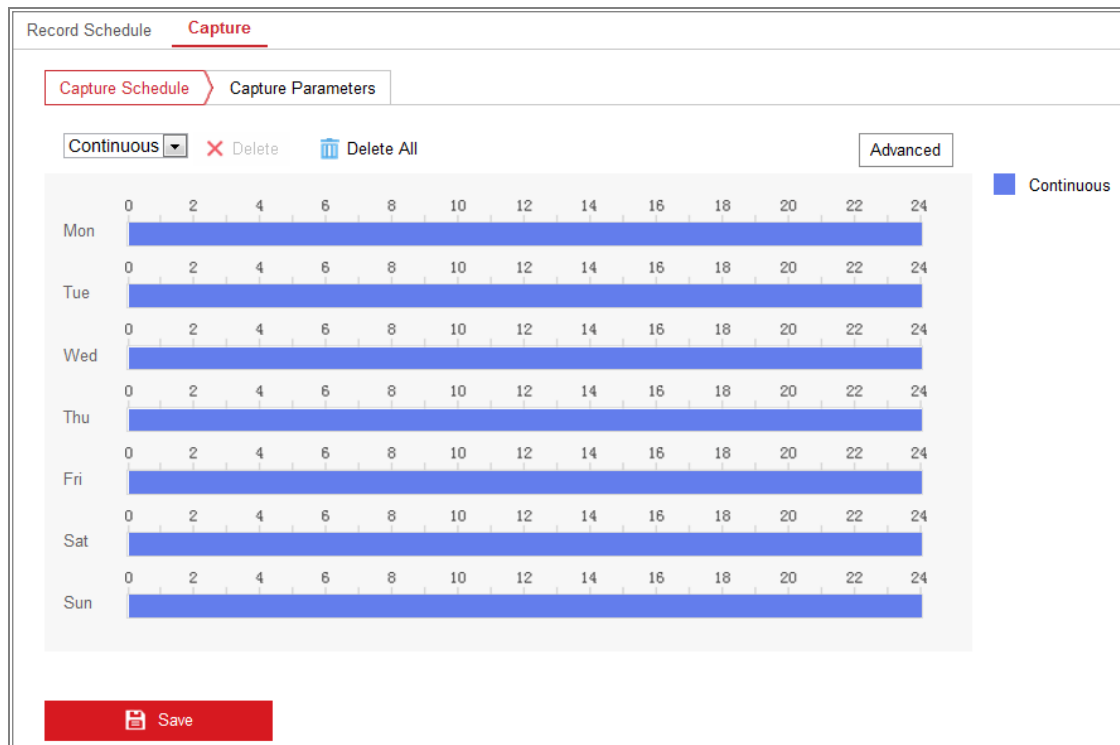 Record Schedule Capture
Capture Schedule Capture Parameters
Continuous Delete Delete All Advanced
Continuous
0 2 4 6 8 10 12 14 16 18 20 22 24
Mon
0 2 4 6 8 10 12 14 16 18 20 22 24
Tue
0 2 4 6 8 10 12 14 16 18 20 22 24
Wed
0 2 4 6 8 10 12 14 16 18 20 22 24
Thu
0 2 4 6 8 10 12 14 16 18 20 22 24
Fri
0 2 4 6 8 10 12 14 16 18 20 22 24
Sat
0 2 4 6 8 10 12 14 16 18 20 22 24
Sun
Save